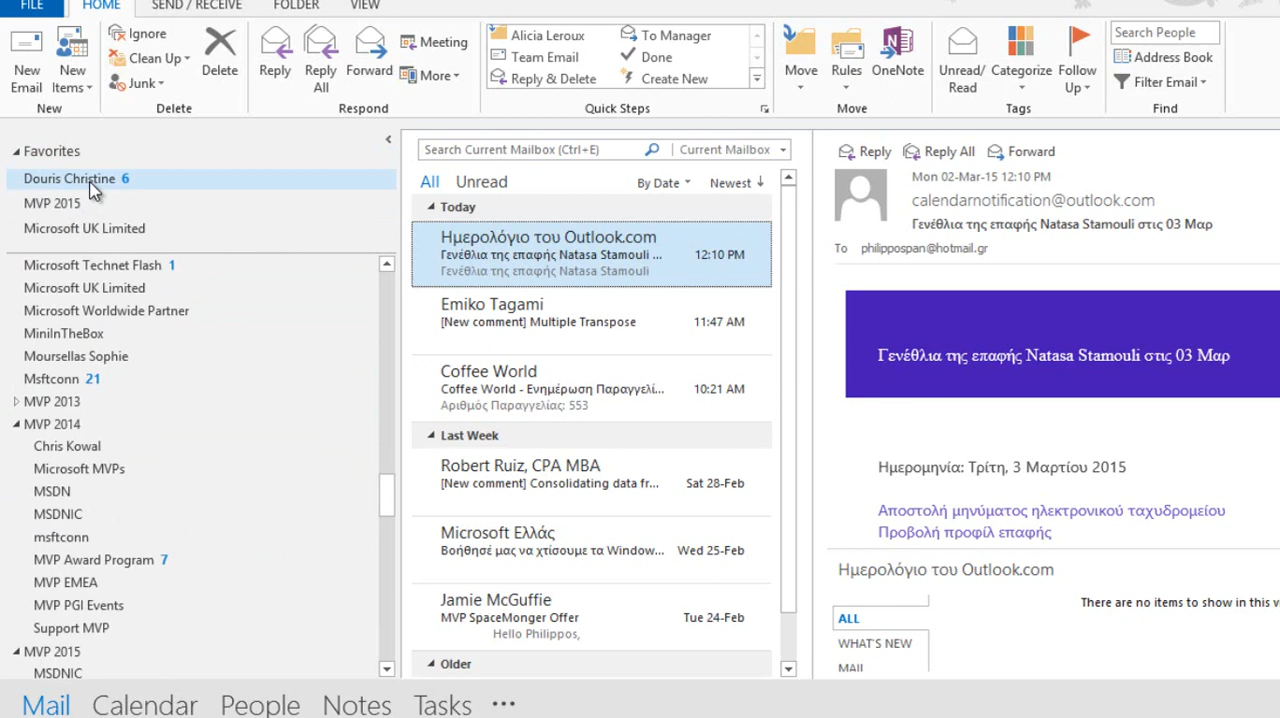 FILE
HOME
SEND / RECEIVE
FOLDER
VIEW
New Email
New Items
New
Ignore
Clean Up
Junk
Delete
Delete
Reply
Reply All
Forward
Meeting
More
Respond
Alicia Leroux
Team Email
Reply & Delete
To Manager
Done
Create New
Quick Steps
Move
Rules
OneNote
Move
Unread/ Read
Categorize
Follow Up
Tags
Search People
Address Book
Filter Email
Find
Favorites
Douris Christine 6
MVP 2015
Microsoft UK Limited
Microsoft Technet Flash 1
Microsoft UK Limited
Microsoft Worldwide Partner
MiniInTheBox
Moursellas Sophie
Msftconn 21
MVP 2013
MVP 2014
Chris Kowal
Microsoft MVPs
MSDN
MSDNIC
msftconn
MVP Award Program 7
MVP EMEA
MVP PGI Events
Support MVP
MVP 2015
MSDNIC
Search Current Mailbox (Ctrl+E)
Current Mailbox
All Unread
By Date Newest
Today
Ημερολόγιο του Outlook.com
Γενέθλια της επαφής Natasa Stamouli ... 12:10 PM
Γενέθλια της επαφής Natasa Stamouli
Emiko Tagami
[New comment] Multiple Transpose 11:47 AM
Coffee World
Coffee World - Ενημέρωση Παραγγελί... 10:21 AM
Αριθμός Παραγγελίας: 553
Last Week
Robert Ruiz, CPA MBA
[New comment] Consolidating data fr... Sat 28-Feb
Microsoft Ελλάς
Βοήθησέ μας να χτίσουμε τα Window... Wed 25-Feb
Jamie McGuffie
MVP SpaceMonger Offer Tue 24-Feb
Hello Philippos,
Older
Reply Reply All Forward
Mon 02-Mar-15 12:10 PM
calendarnotification@outlook.com
Γενέθλια της επαφής Natasa Stamouli στις 03 Μαρ
To philippospan@hotmail.gr
Γενέθλια της επαφής Natasa Stamouli στις 03 Μαρ
Ημερομηνία: Τρίτη, 3 Μαρτίου 2015
Αποστολή μηνύματος ηλεκτρονικού ταχυδρομείου
Προβολή προφίλ επαφής
Ημερολόγιο του Outlook.com
ALL
There are no items to show in this v
WHAT'S NEW
MAIL
Mail Calendar People Notes Tasks ...